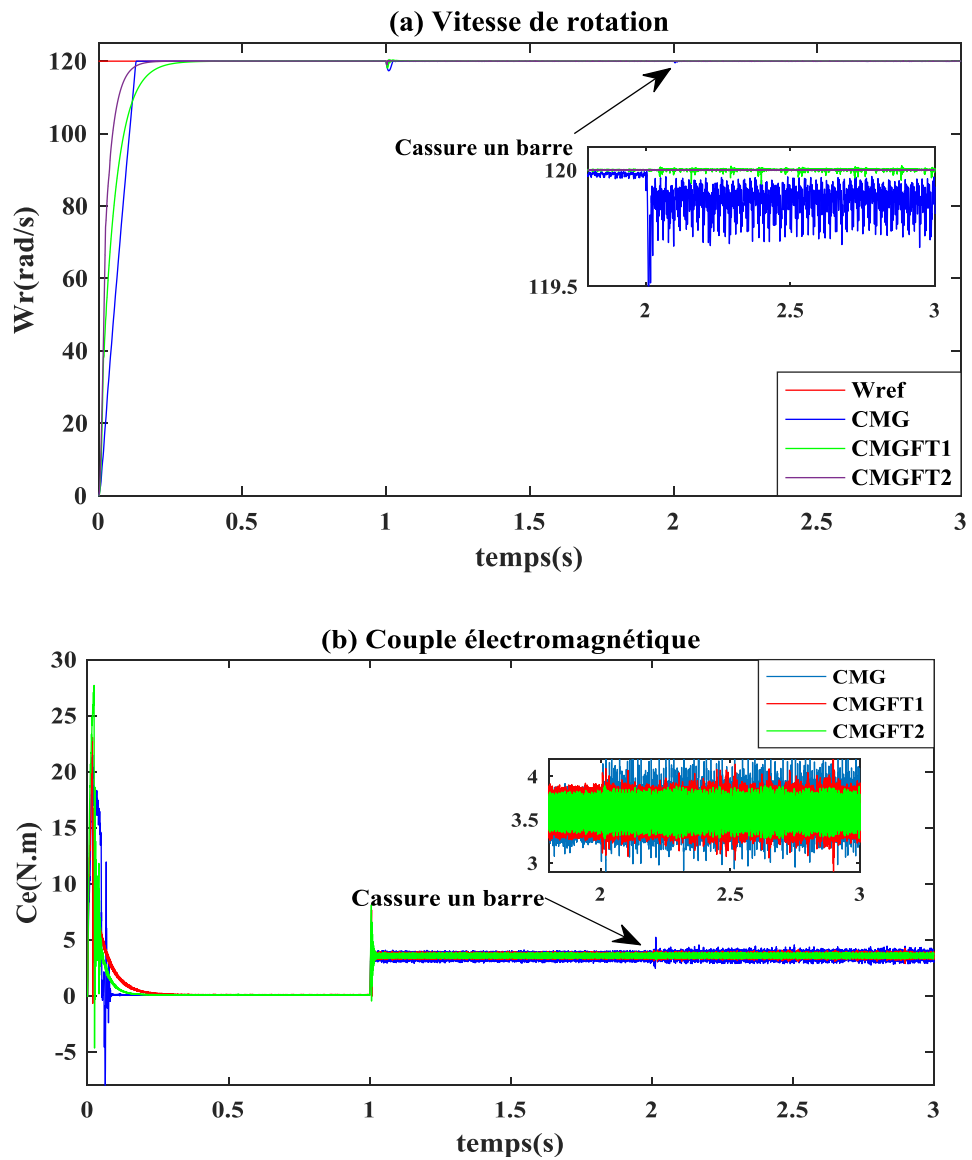 (a) Vitesse de rotation
Wr(rad/s)
120
100
80
60
40
20
0
Cassure un barre
120
119.5
2
2.5
3
Wref
CMG
CMGFT1
CMGFT2
0
0.5
1
1.5
2
2.5
3
temps(s)
(b) Couple électromagnétique
Ce(N.m)
30
25
20
15
10
5
0
-5
CMG
CMGFT1
CMGFT2
4
3.5
3
2
2.5
3
Cassure un barre
0
0.5
1
1.5
2
2.5
3
temps(s)